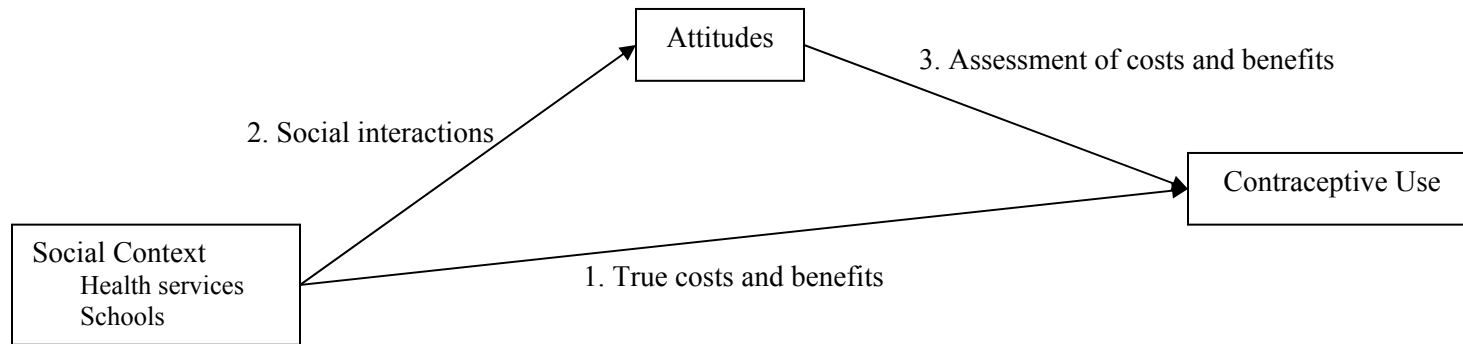 Attitudes
3. Assessment of costs and benefits
2. Social interactions
Contraceptive Use
Social Context
Health services
Schools
1. True costs and benefits